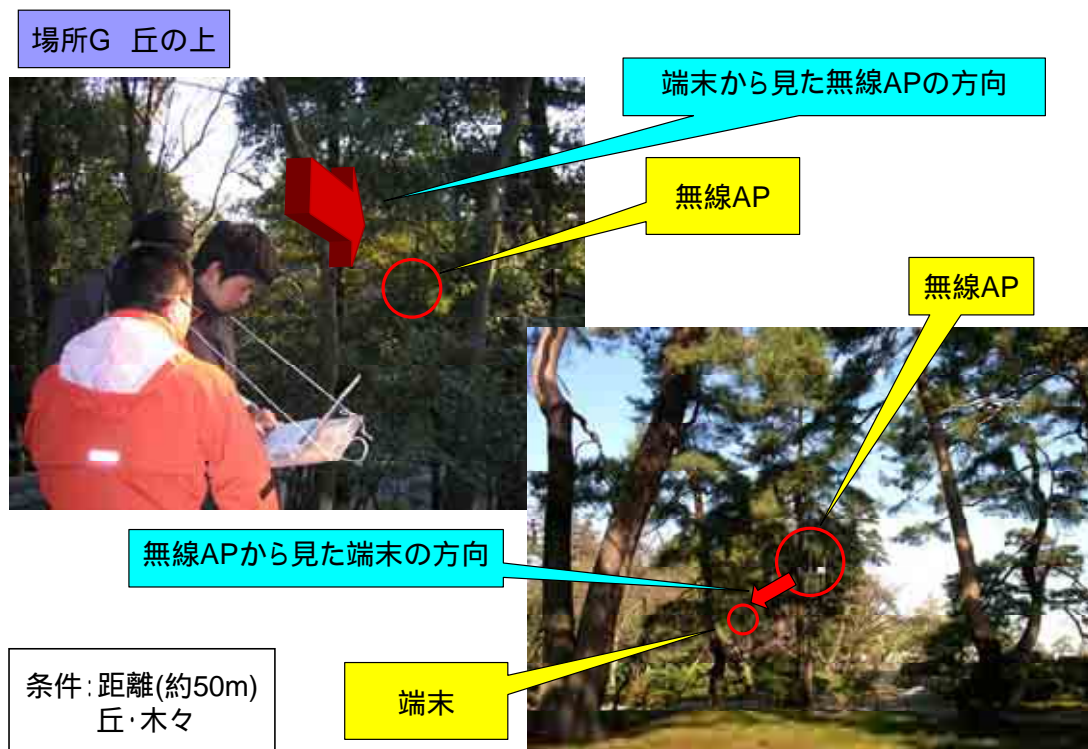 場所G 丘の上
端末から見た無線APの方向
無線AP
無線AP
無線APから見た端末の方向
端末
条件:距離(約50m)
丘・木々